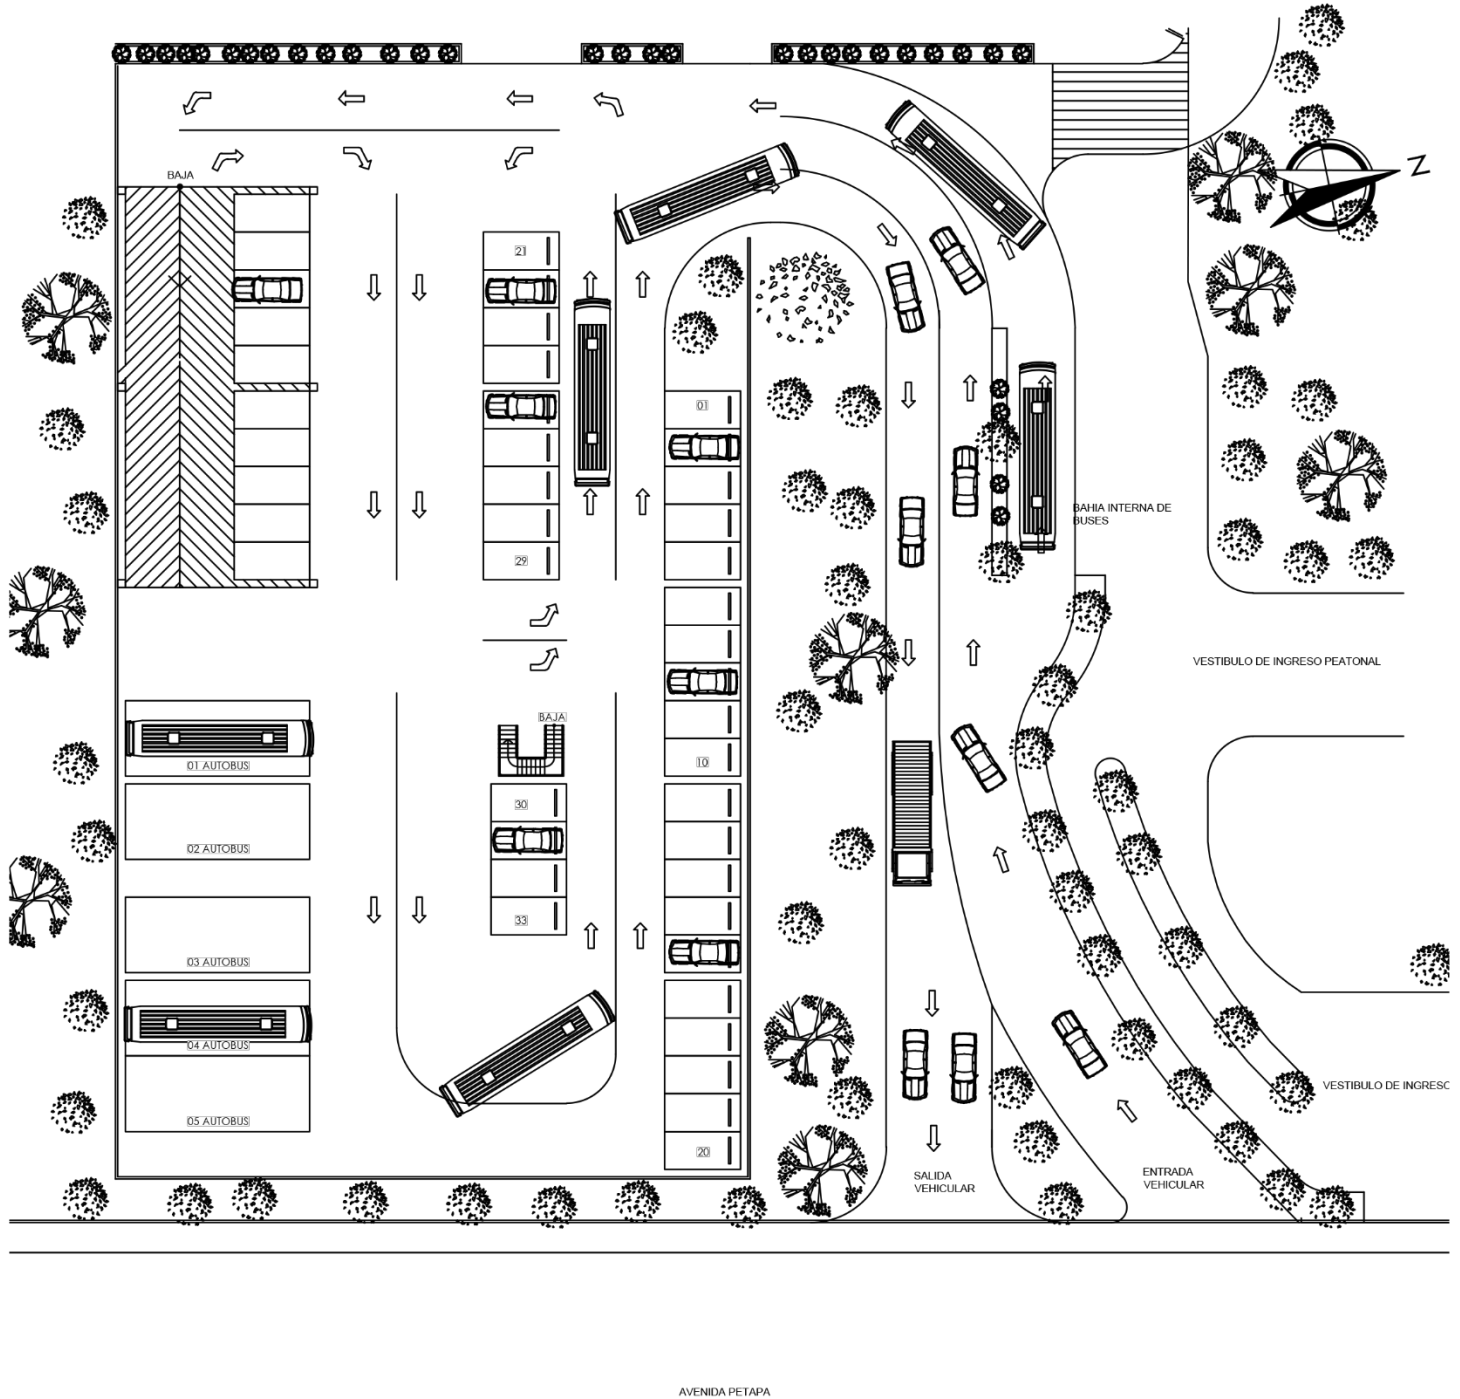 Z
BAJA
21
01
BAHIA INTERNA DE
BUSES
29
VESTIBULO DE INGRESO PEATONAL
BAJA
01 AUTOBUS
10
30
02 AUTOBUS
33
03 AUTOBUS
04 AUTOBUS
VESTIBULO DE INGRESO
05 AUTOBUS
20
SALIDA
VEHICULAR
ENTRADA
VEHICULAR
AVENIDA PETAPA